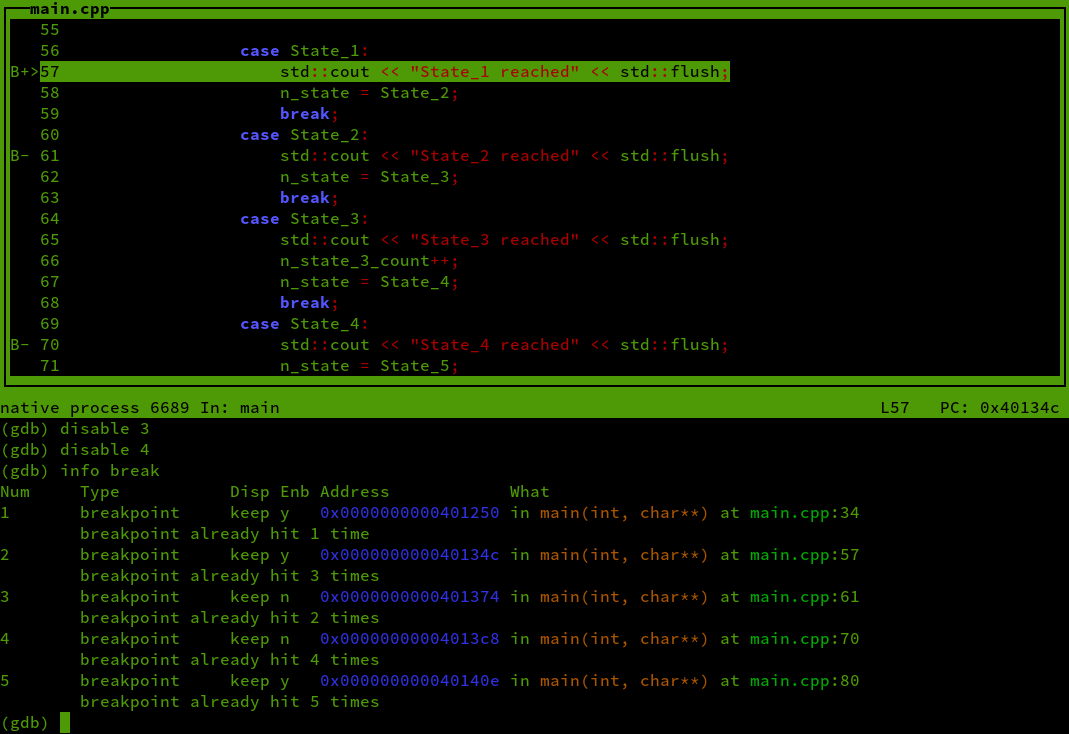 main.cpp
55
56                  case State_1:
B+>57                      std::cout << "State_1 reached" << std::flush;
58                      n_state = State_2;
59                      break;
60                  case State_2:
B- 61                      std::cout << "State_2 reached" << std::flush;
62                      n_state = State_3;
63                      break;
64                  case State_3:
65                      std::cout << "State_3 reached" << std::flush;
66                      n_state_3_count++;
67                      n_state = State_4;
68                      break;
69                  case State_4:
B- 70                      std::cout << "State_4 reached" << std::flush;
71                      n_state = State_5;
native process 6689 In: main                                                            L57   PC: 0x40134c
(gdb) disable 3
(gdb) disable 4
(gdb) info break
Num     Type           Disp Enb Address            What
1       breakpoint     keep y   0x0000000000401250 in main(int, char**) at main.cpp:34
        breakpoint already hit 1 time
2       breakpoint     keep y   0x000000000040134c in main(int, char**) at main.cpp:57
        breakpoint already hit 3 times
3       breakpoint     keep n   0x0000000000401374 in main(int, char**) at main.cpp:61
        breakpoint already hit 2 times
4       breakpoint     keep n   0x00000000004013c8 in main(int, char**) at main.cpp:70
        breakpoint already hit 4 times
5       breakpoint     keep y   0x000000000040140e in main(int, char**) at main.cpp:80
        breakpoint already hit 5 times
(gdb)